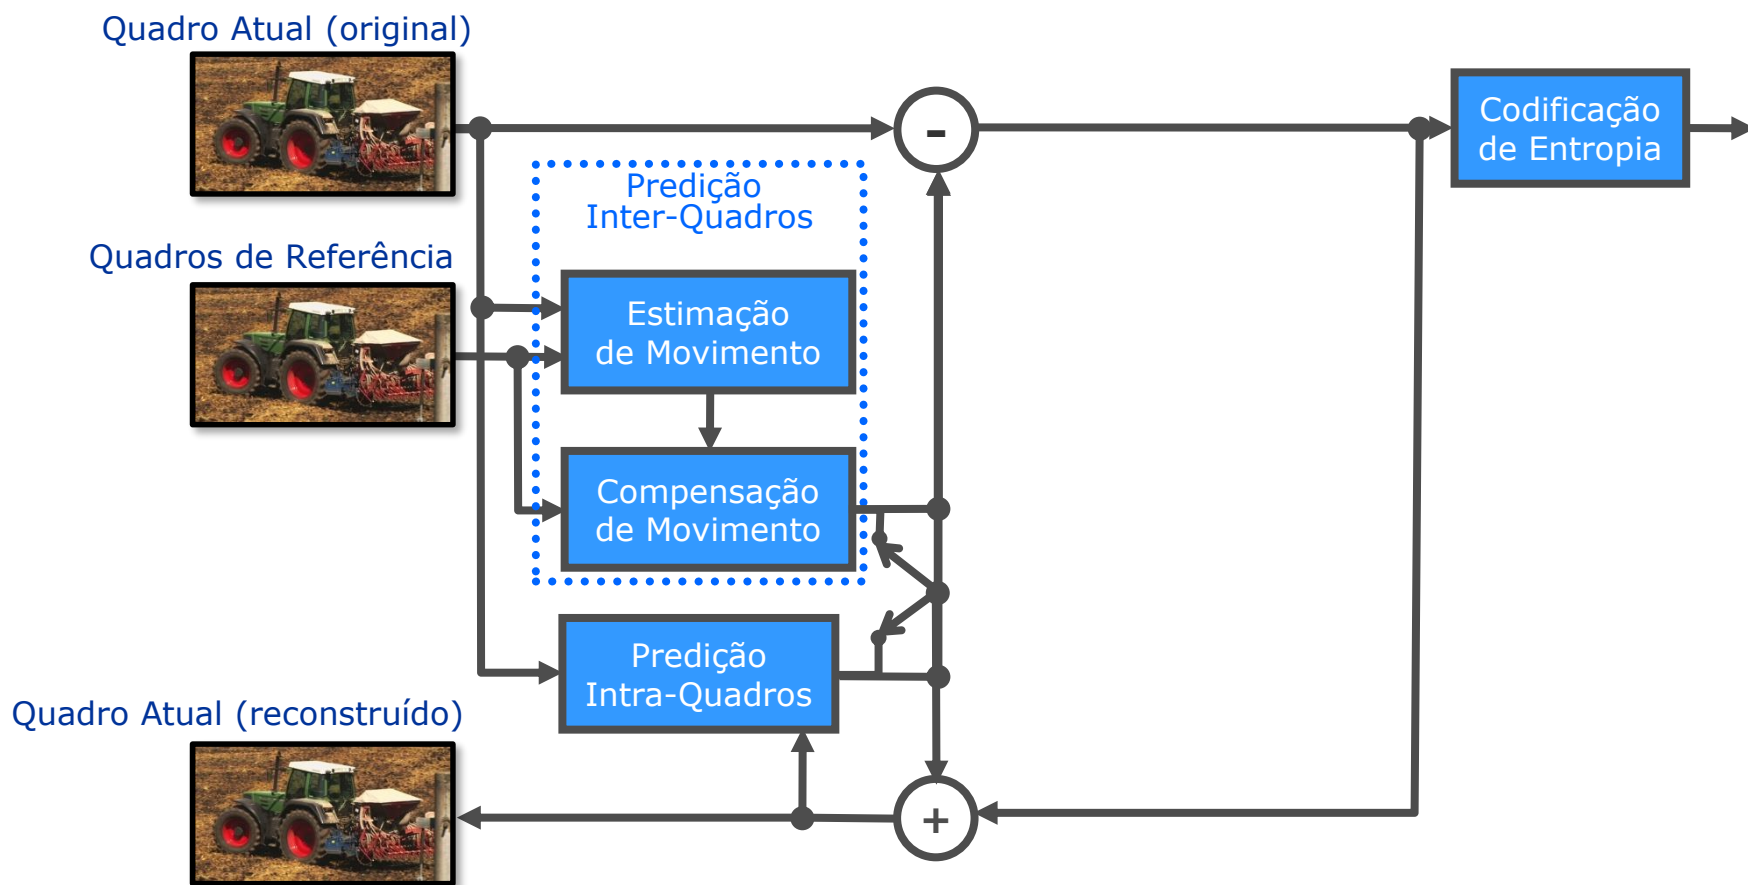 Quadro Atual (original)
-
Codificação
de Entropia
Predição
Inter-Quadros
Quadros de Referência
Estimação
de Movimento
Compensação
de Movimento
Predição
Intra-Quadros
Quadro Atual (reconstruído)
+